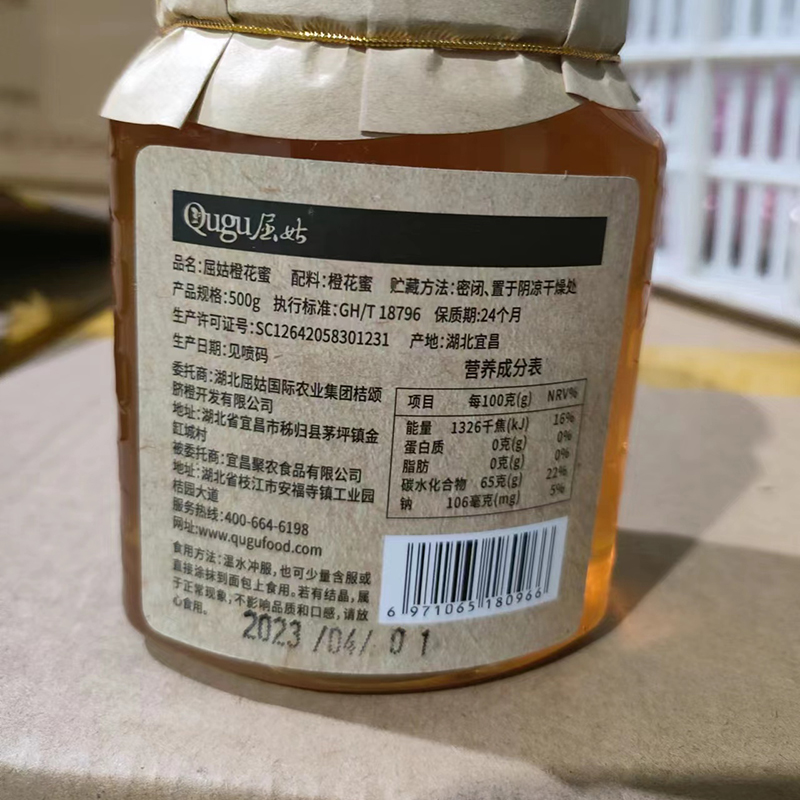 Qugu屈姑
品名:屈姑橙花蜜 配料:橙花蜜 贮藏方法:密闭、置于阴凉干燥处
产品规格:500g 执行标准:GH/T 18796 保质期:24个月
生产许可证号:SC12642058301231 产地:湖北宜昌
生产日期:见喷码
委托商:湖北屈姑国际农业集团桔颂
脐橙开发有限公司
地址:湖北省宜昌市秭归县茅坪镇金
缸城村
被委托商:宜昌聚农食品有限公司
地址:湖北省枝江市安福寺镇工业园
桔园大道
服务热线:400-664-6198
网址:www.qugufood.com
食用方法:温水冲服,也可少量含服或
直接涂抹到面包上食用。若有结晶,属
于正常现象,不影响品质和口感,请放
心食用。
营养成分表
项目 每100克(g) NRV%
能量 1326千焦(kJ) 16%
蛋白质 0克(g) 0%
脂肪 0克(g) 0%
碳水化合物 65克(g) 22%
钠 106毫克(mg) 5%
6 971065 180966
2023/04/01